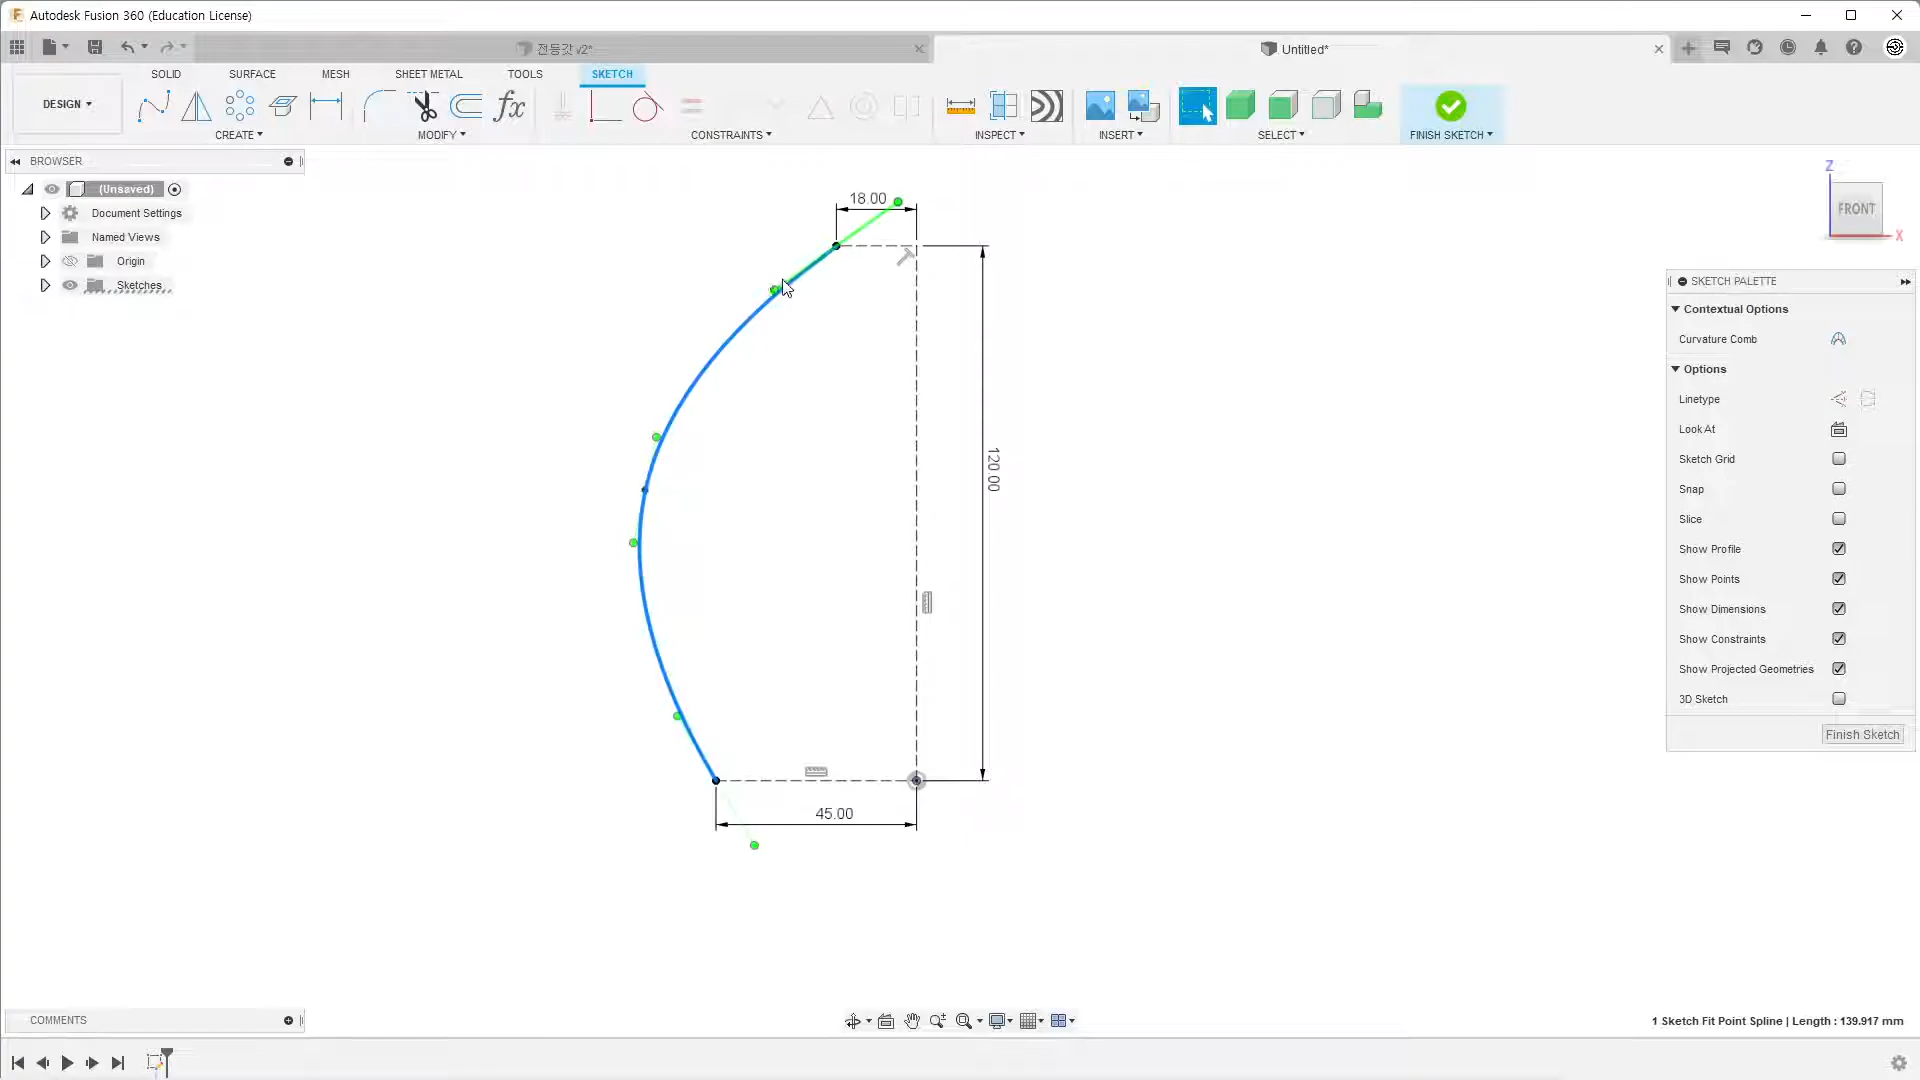 Autodesk Fusion 360 (Education License)
전등갓 v2*
Untitled*
SOLID
SURFACE
MESH
SHEET METAL
TOOLS
SKETCH
DESIGN
fx
CREATE
MODIFY
CONSTRAINTS
INSPECT
INSERT
SELECT
FINISH SKETCH
BROWSER
(Unsaved)
Document Settings
Named Views
Origin
Sketches
18.00
120.00
45.00
Z
FRONT
X
SKETCH PALETTE
Contextual Options
Curvature Comb
Options
Linetype
Look At
Sketch Grid
Snap
Slice
Show Profile
Show Points
Show Dimensions
Show Constraints
Show Projected Geometries
3D Sketch
Finish Sketch
COMMENTS
1 Sketch Fit Point Spline | Length : 139.917 mm